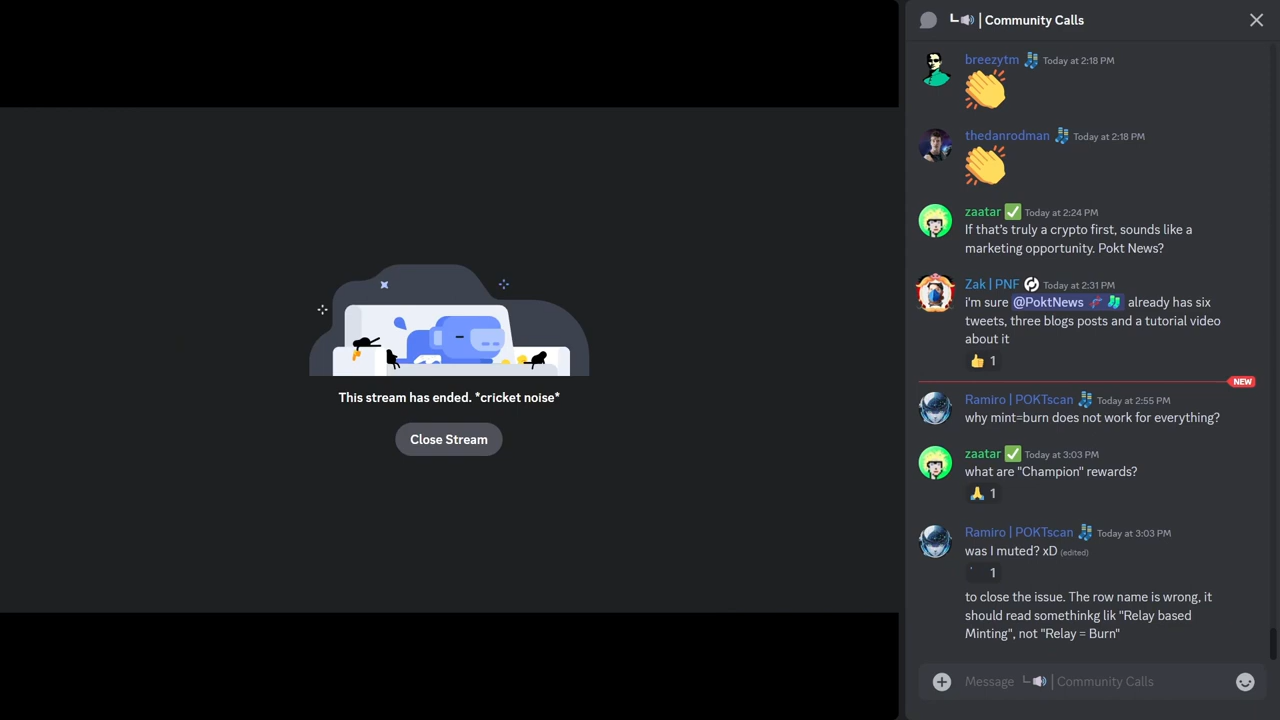 └🔊 | Community Calls
breezytm Today at 2:18 PM
👏
thedanrodman Today at 2:18 PM
👏
zaatar ✅ Today at 2:24 PM
If that's truly a crypto first, sounds like a
marketing opportunity. Pokt News?
Zak | PNF Today at 2:31 PM
i'm sure @PoktNews already has six
tweets, three blogs posts and a tutorial video
about it
👍 1
NEW
Ramiro | POKTscan Today at 2:55 PM
why mint=burn does not work for everything?
zaatar ✅ Today at 3:03 PM
what are "Champion" rewards?
🙏 1
Ramiro | POKTscan Today at 3:03 PM
was I muted? xD (edited)
1
to close the issue. The row name is wrong, it
should read somethinkg lik "Relay based
Minting", not "Relay = Burn"
Message └🔊 | Community Calls
This stream has ended. *cricket noise*
Close Stream